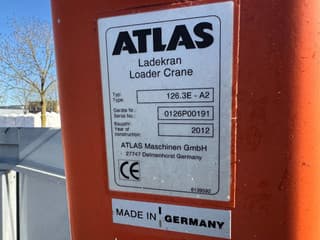 ATLAS
Ladekran
Loader Crane
Typ:
Type: 126.3E - A2
Geräte Nr.:
Serial No.: 0126P00191
Baujahr:
Year of
construction: 2012
ATLAS Maschinen GmbH
27747 Delmenhorst Germany
CE
6139592
MADE IN GERMANY